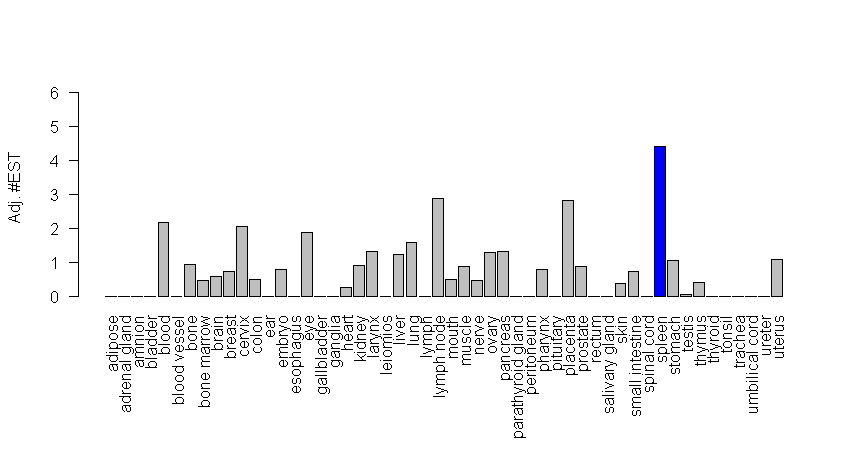 6
5
4
3
2
1
0
Adj. #EST
adipose
adrenal gland
amnion
bladder
blood
blood vessel
bone
bone marrow
brain
breast
cervix
colon
ear
embryo
esophagus
eye
gallbladder
ganglia
heart
kidney
larynx
leiomios
liver
lung
lymph
lymph node
mouth
muscle
nerve
ovary
pancreas
parathyroid gland
peritoneum
pharynx
pituitary
placenta
prostate
rectum
salivary gland
skin
small intestine
spinal cord
spleen
stomach
testis
thymus
thyroid
tonsil
trachea
umbilical cord
ureter
uterus